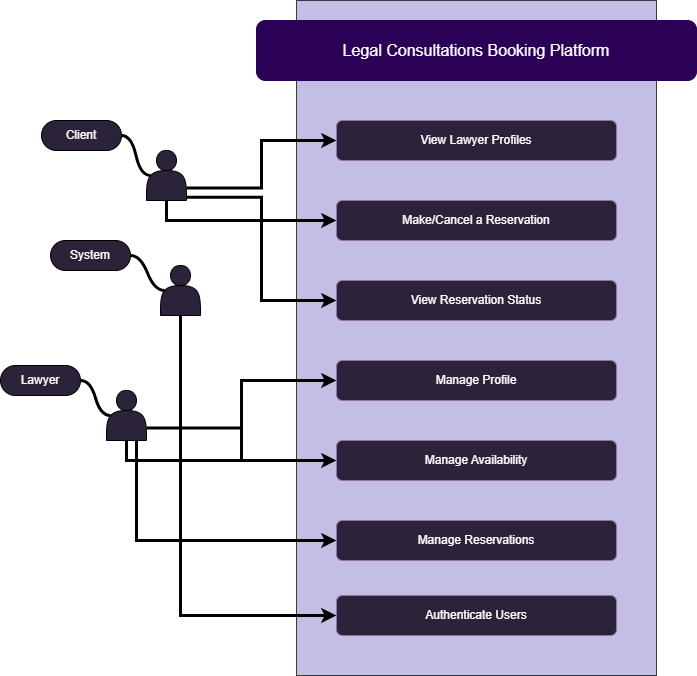 Legal Consultations Booking Platform
Client
View Lawyer Profiles
Make/Cancel a Reservation
System
View Reservation Status
Lawyer
Manage Profile
Manage Availability
Manage Reservations
Authenticate Users